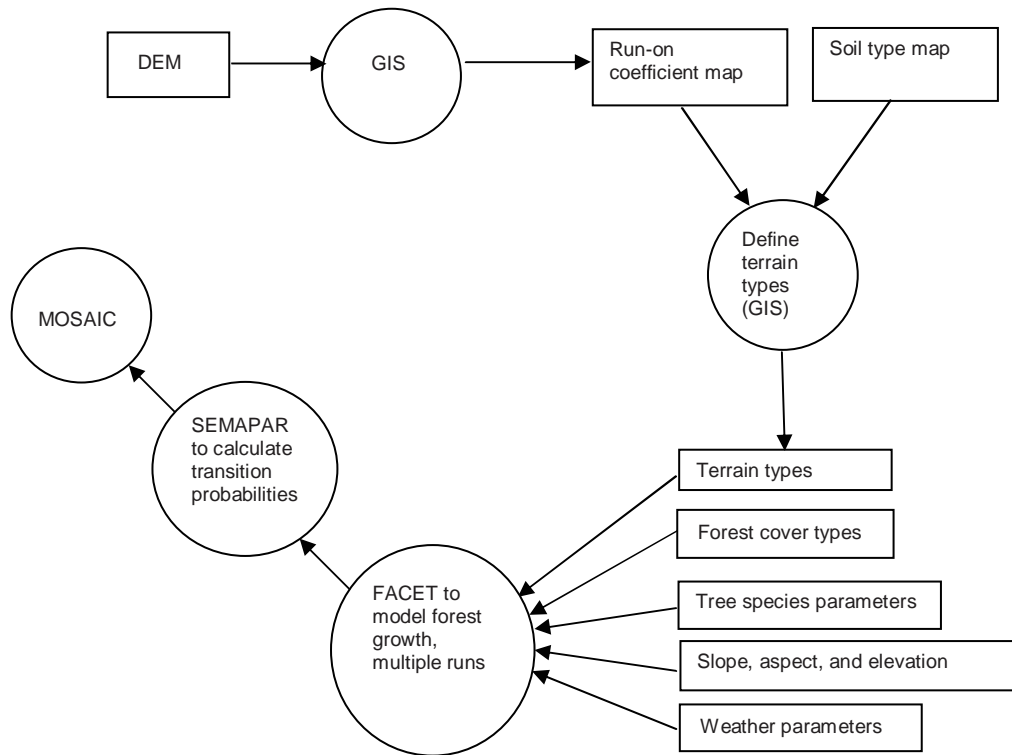 DEM
GIS
Run-on
coefficient map
Soil type map
Define
terrain
types
(GIS)
MOSAIC
SEMAPAR
to calculate
transition
probabilities
Terrain types
Forest cover types
Tree species parameters
Slope, aspect, and elevation
Weather parameters
FACET to
model forest
growth,
multiple runs